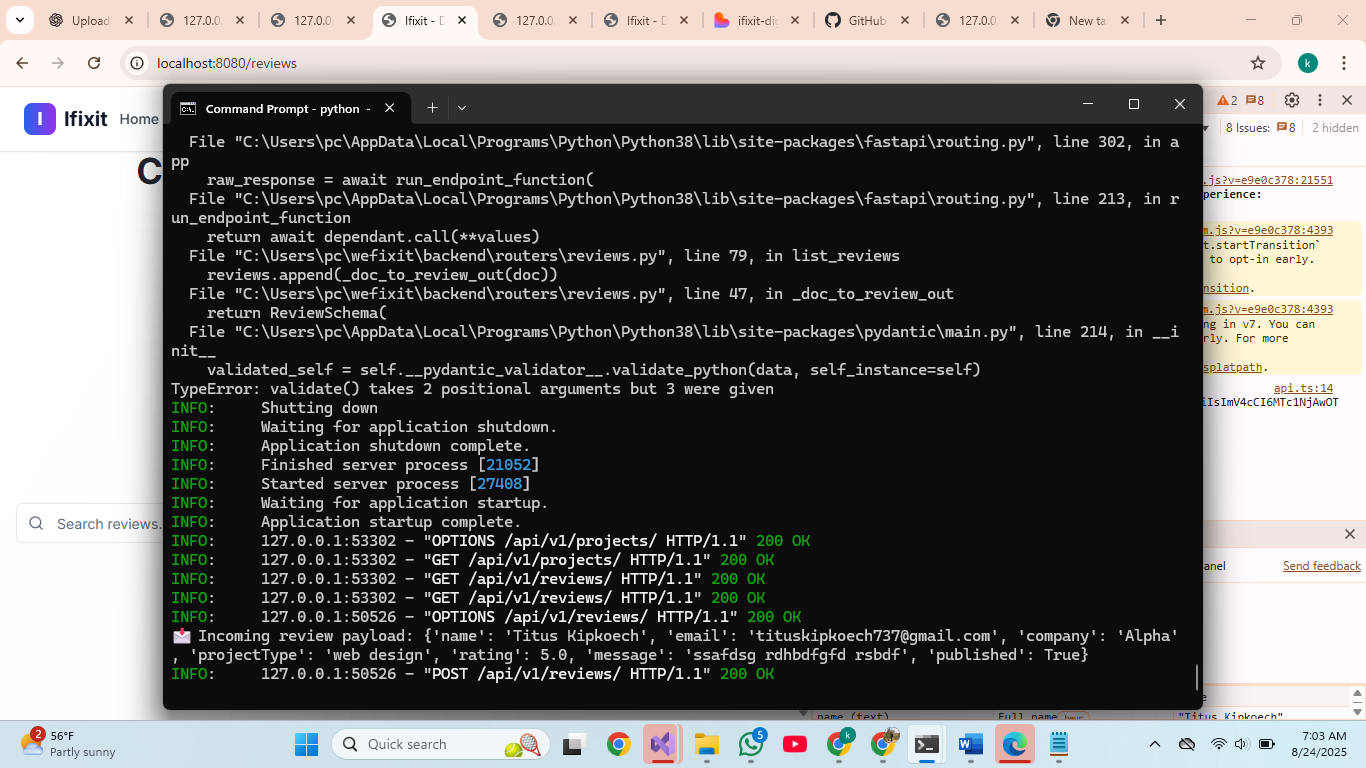 Upload
127.0.
127.0.
Ifixit - D
127.0.
Ifixit - D
ifixit-dig
GitHub
127.0.
New ta
localhost:8080/reviews
k
I Ifixit Home
C
Search reviews.
Command Prompt - python -
File "C:\Users\pc\AppData\Local\Programs\Python\Python38\lib\site-packages\fastapi\routing.py", line 302, in a
pp
raw_response = await run_endpoint_function(
File "C:\Users\pc\AppData\Local\Programs\Python\Python38\lib\site-packages\fastapi\routing.py", line 213, in r
un_endpoint_function
return await dependant.call(**values)
File "C:\Users\pc\wefixit\backend\routers\reviews.py", line 79, in list_reviews
reviews.append(_doc_to_review_out(doc))
File "C:\Users\pc\wefixit\backend\routers\reviews.py", line 47, in _doc_to_review_out
return ReviewSchema(
File "C:\Users\pc\AppData\Local\Programs\Python\Python38\lib\site-packages\pydantic\main.py", line 214, in __i
nit__
validated_self = self.__pydantic_validator__.validate_python(data, self_instance=self)
TypeError: validate() takes 2 positional arguments but 3 were given
INFO: Shutting down
INFO: Waiting for application shutdown.
INFO: Application shutdown complete.
INFO: Finished server process [21052]
INFO: Started server process [27408]
INFO: Waiting for application startup.
INFO: Application startup complete.
INFO: 127.0.0.1:53302 - "OPTIONS /api/v1/projects/ HTTP/1.1" 200 OK
INFO: 127.0.0.1:53302 - "GET /api/v1/projects/ HTTP/1.1" 200 OK
INFO: 127.0.0.1:53302 - "GET /api/v1/reviews/ HTTP/1.1" 200 OK
INFO: 127.0.0.1:53302 - "GET /api/v1/reviews/ HTTP/1.1" 200 OK
INFO: 127.0.0.1:50526 - "OPTIONS /api/v1/reviews/ HTTP/1.1" 200 OK
📩 Incoming review payload: {'name': 'Titus Kipkoech', 'email': 'tituskipkoech737@gmail.com', 'company': 'Alpha'
, 'projectType': 'web design', 'rating': 5.0, 'message': 'ssafdsg rdhbdfgfd rsbdf', 'published': True}
INFO: 127.0.0.1:50526 - "POST /api/v1/reviews/ HTTP/1.1" 200 OK
2 8
8 Issues: 8 2 hidden
.js?v=e9e0c378:21551
perience:
m.js?v=e9e0c378:4393
t.startTransition`
to opt-in early.
nsition.
m.js?v=e9e0c378:4393
ng in v7. You can
rly. For more
splatpath.
api.ts:14
iIsImV4cCI6MTc1NjAwOT
anel Send feedback
name (text) Full name "Titus Kipkoech"
2
56°F
Partly sunny
Quick search
5
k
7:03 AM
8/24/2025